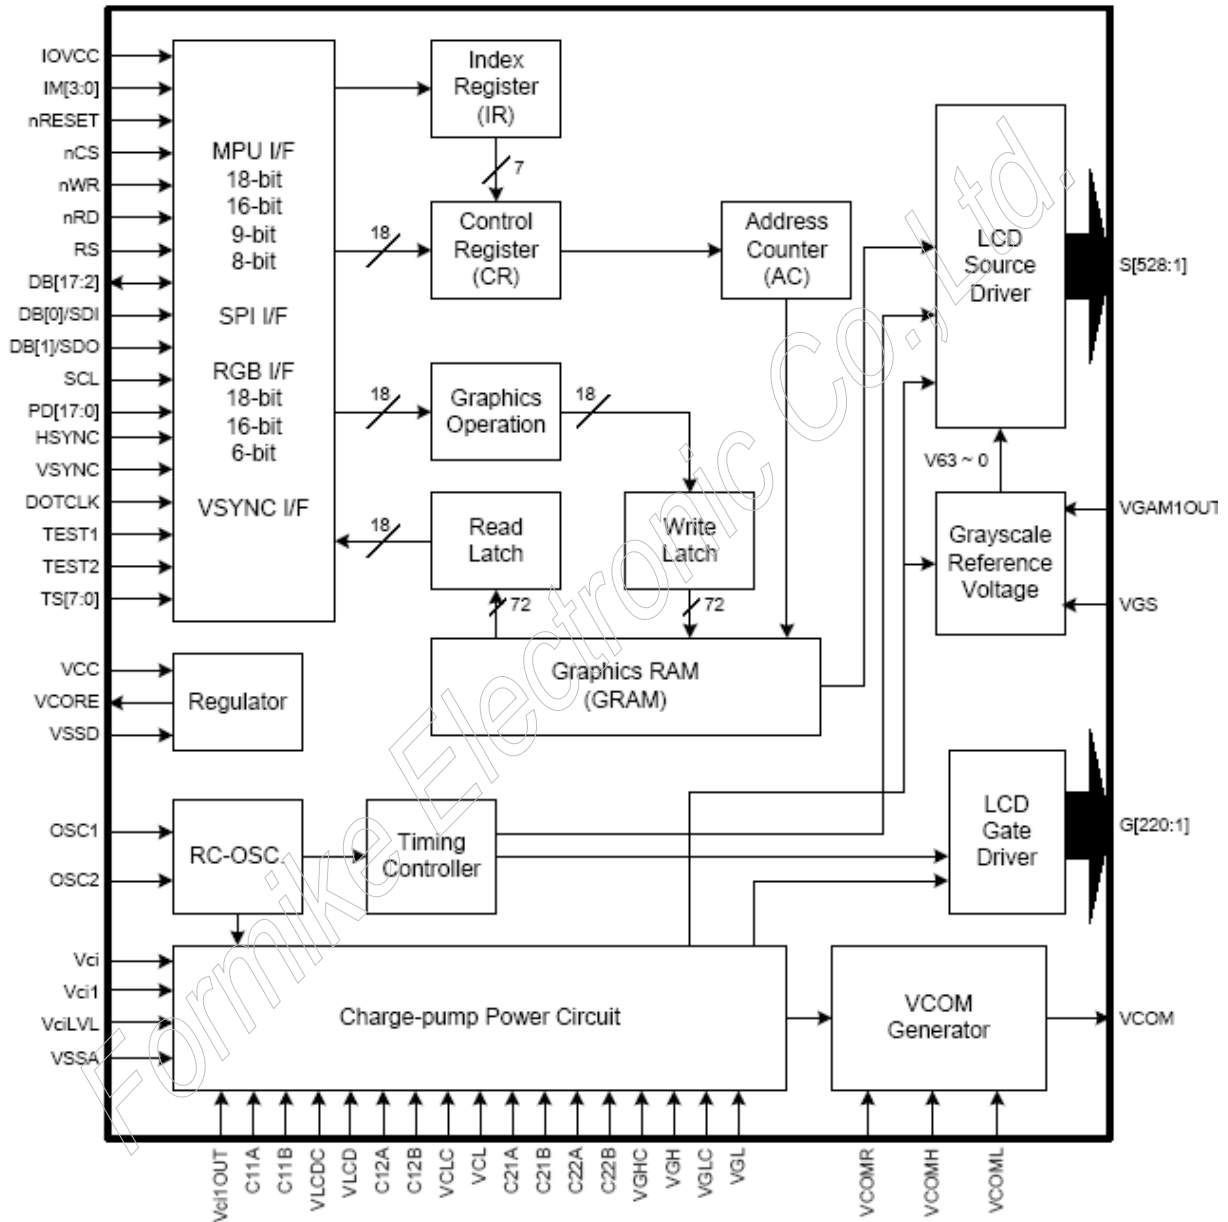 IOVCC
IM[3:0]
nRESET
nCS
nWR
nRD
RS
DB[17:2]
DB[0]/SDI
DB[1]/SDO
SCL
PD[17:0]
HSYNC
VSYNC
DOTCLK
TEST1
TEST2
TS[7:0]
VCC
VCORE
VSSD
OSC1
OSC2
Vci
Vci1
VciLVL
VSSA
MPU I/F
18-bit
16-bit
9-bit
8-bit
SPI I/F
RGB I/F
18-bit
16-bit
6-bit
VSYNC I/F
Index
Register
(IR)
7
18
Control
Register
(CR)
Address
Counter
(AC)
18
Graphics
Operation
18
18
Read
Latch
Write
Latch
72
72
Graphics RAM
(GRAM)
LCD
Source
Driver
S[528:1]
V63 ~ 0
Grayscale
Reference
Voltage
VGAM1OUT
VGS
Regulator
RC-OSC.
Timing
Controller
LCD
Gate
Driver
G[220:1]
Charge-pump Power Circuit
VCOM
Generator
VCOM
Vci1OUT
C11A
C11B
VLCDC
VLCD
C12A
C12B
VCLC
VCL
C21A
C21B
C22A
C22B
VGHC
VGH
VGLC
VGL
VCOMR
VCOMH
VCOML
Formike Electronic Co.,Ltd.